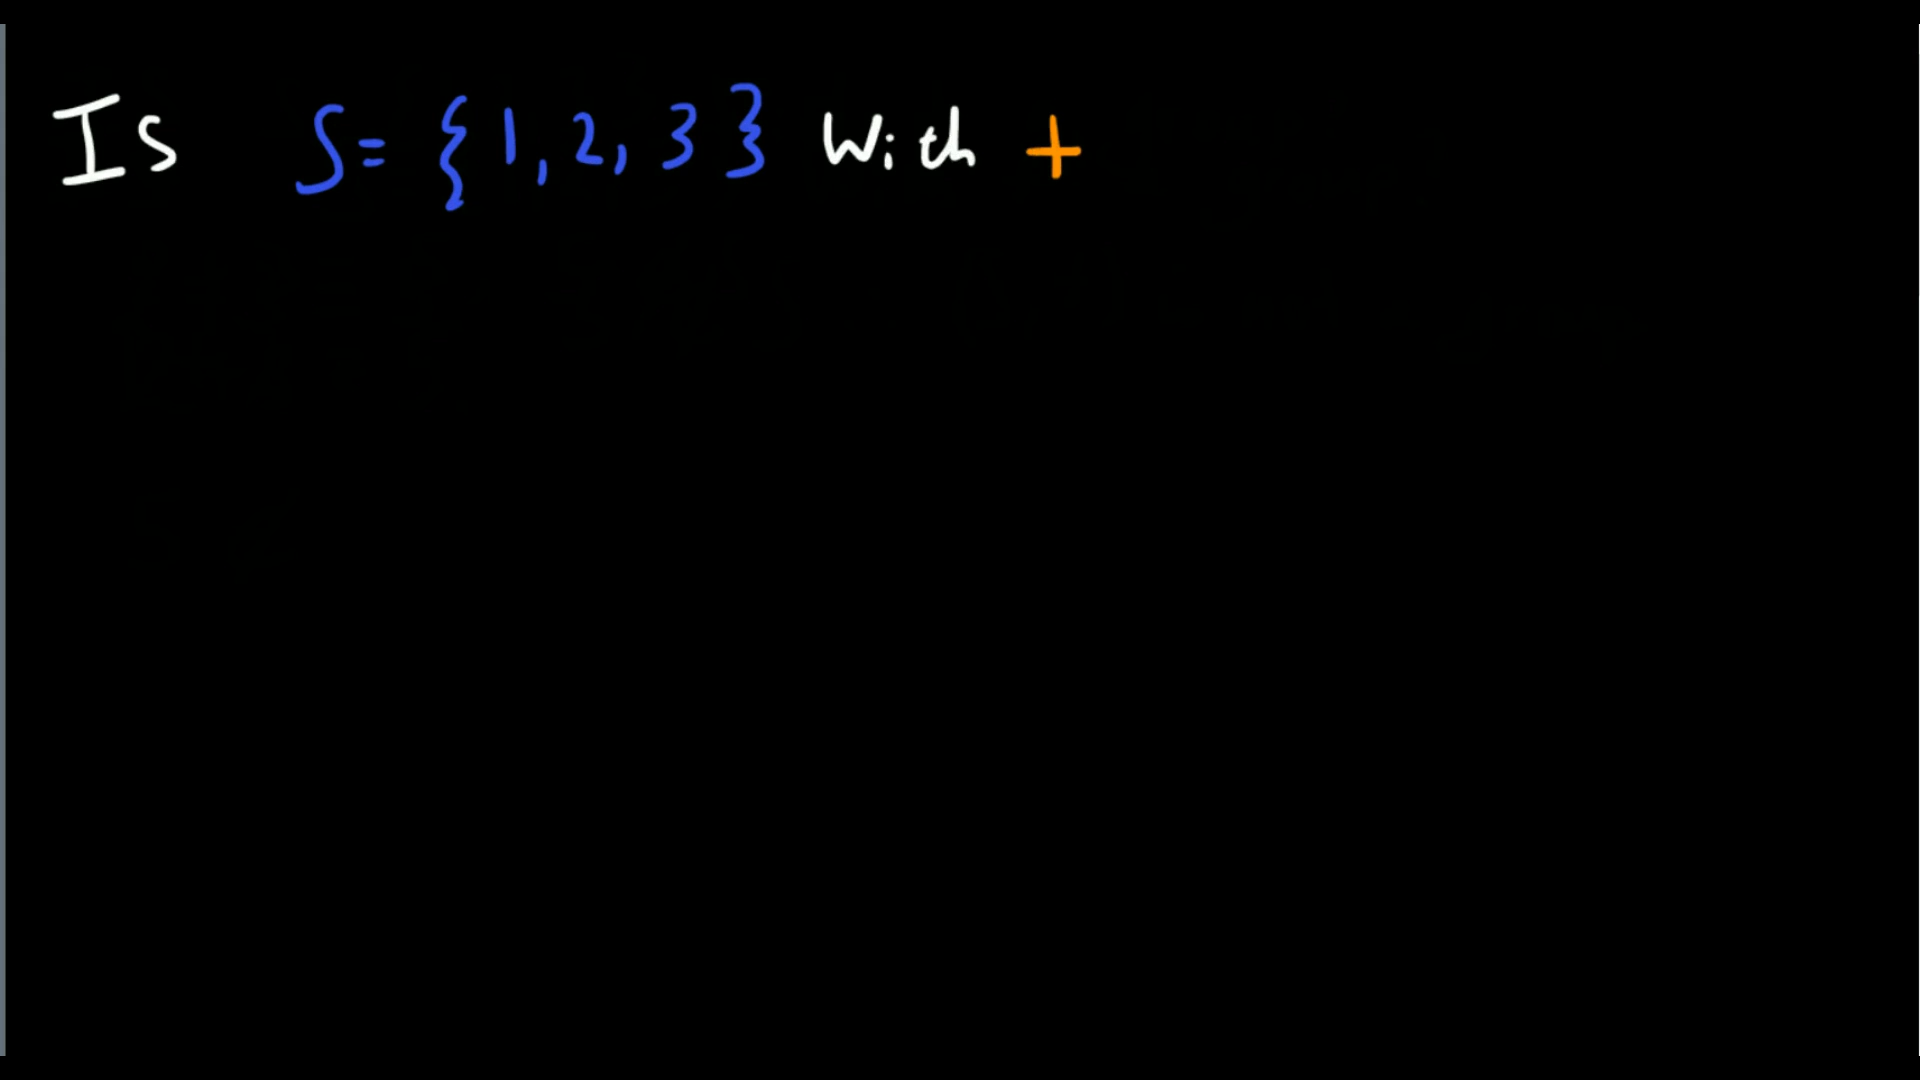 Is S = { 1, 2, 3 } With +